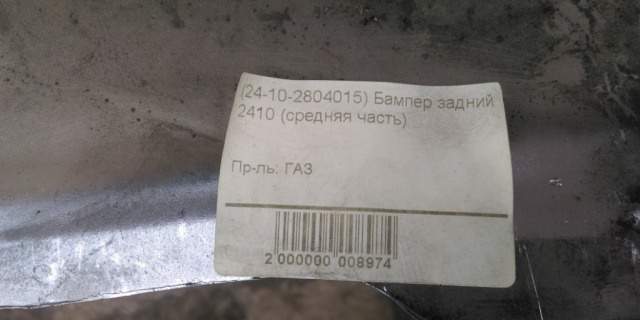 (24-10-2804015) Бампер задний
2410 (средняя часть)
Пр-ль: ГАЗ
2 000000 008974